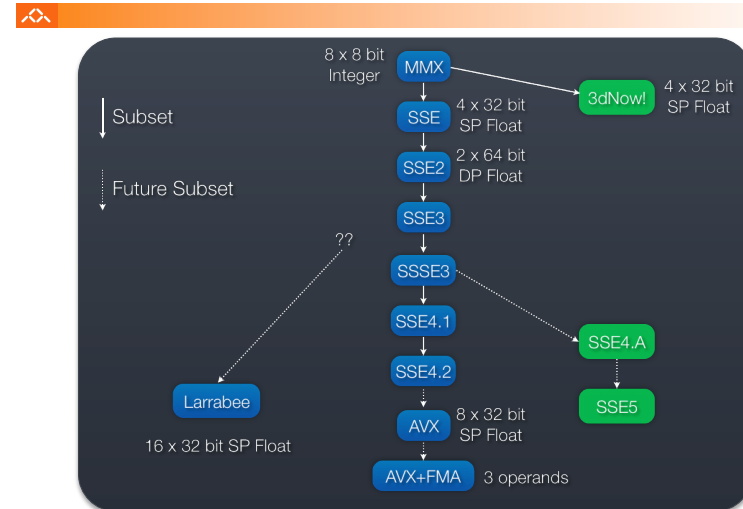 8 x 8 bit
Integer
MMX
3dNow!
4 x 32 bit
SP Float
Subset
SSE
4 x 32 bit
SP Float
SSE2
2 x 64 bit
DP Float
Future Subset
SSE3
??
SSSE3
SSE4.1
SSE4.A
SSE4.2
Larrabee
SSE5
16 x 32 bit SP Float
AVX
8 x 32 bit
SP Float
AVX+FMA
3 operands